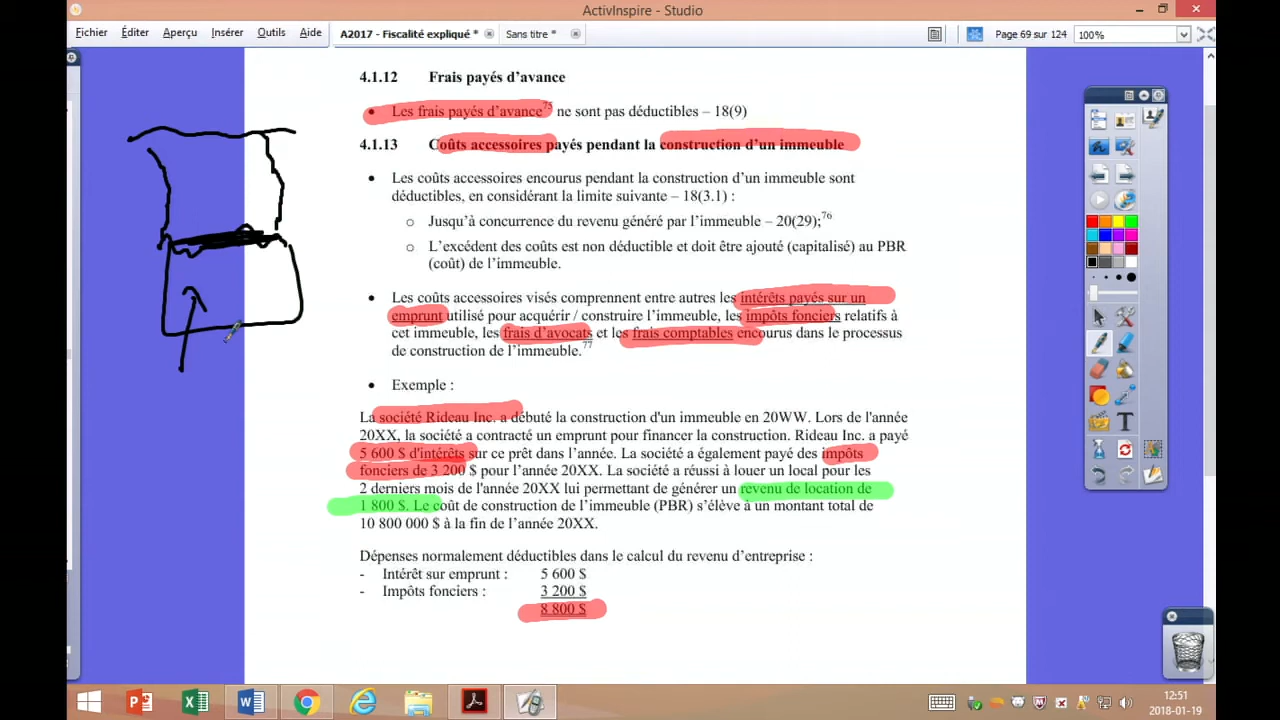 ActivInspire - Studio
Fichier Éditer Aperçu Insérer Outils Aide A2017 - Fiscalité expliqué * Sans titre * Page 69 sur 124 100%
4.1.12 Frais payés d’avance
• Les frais payés d’avance75 ne sont pas déductibles – 18(9)
4.1.13 Coûts accessoires payés pendant la construction d’un immeuble
• Les coûts accessoires encourus pendant la construction d’un immeuble sont
déductibles, en considérant la limite suivante – 18(3.1) :
o Jusqu’à concurrence du revenu généré par l’immeuble – 20(29);76
o L’excédent des coûts est non déductible et doit être ajouté (capitalisé) au PBR
(coût) de l’immeuble.
• Les coûts accessoires visés comprennent entre autres les intérêts payés sur un
emprunt utilisé pour acquérir / construire l’immeuble, les impôts fonciers relatifs à
cet immeuble, les frais d’avocats et les frais comptables encourus dans le processus
de construction de l’immeuble.77
• Exemple :
La société Rideau Inc. a débuté la construction d'un immeuble en 20WW. Lors de l'année
20XX, la société a contracté un emprunt pour financer la construction. Rideau Inc. a payé
5 600 $ d'intérêts sur ce prêt dans l’année. La société a également payé des impôts
fonciers de 3 200 $ pour l’année 20XX. La société a réussi à louer un local pour les
2 derniers mois de l'année 20XX lui permettant de générer un revenu de location de
1 800 $. Le coût de construction de l’immeuble (PBR) s’élève à un montant total de
10 800 000 $ à la fin de l’année 20XX.
Dépenses normalement déductibles dans le calcul du revenu d’entreprise :
- Intérêt sur emprunt : 5 600 $
- Impôts fonciers : 3 200 $
8 800 $
12:51
2018-01-19